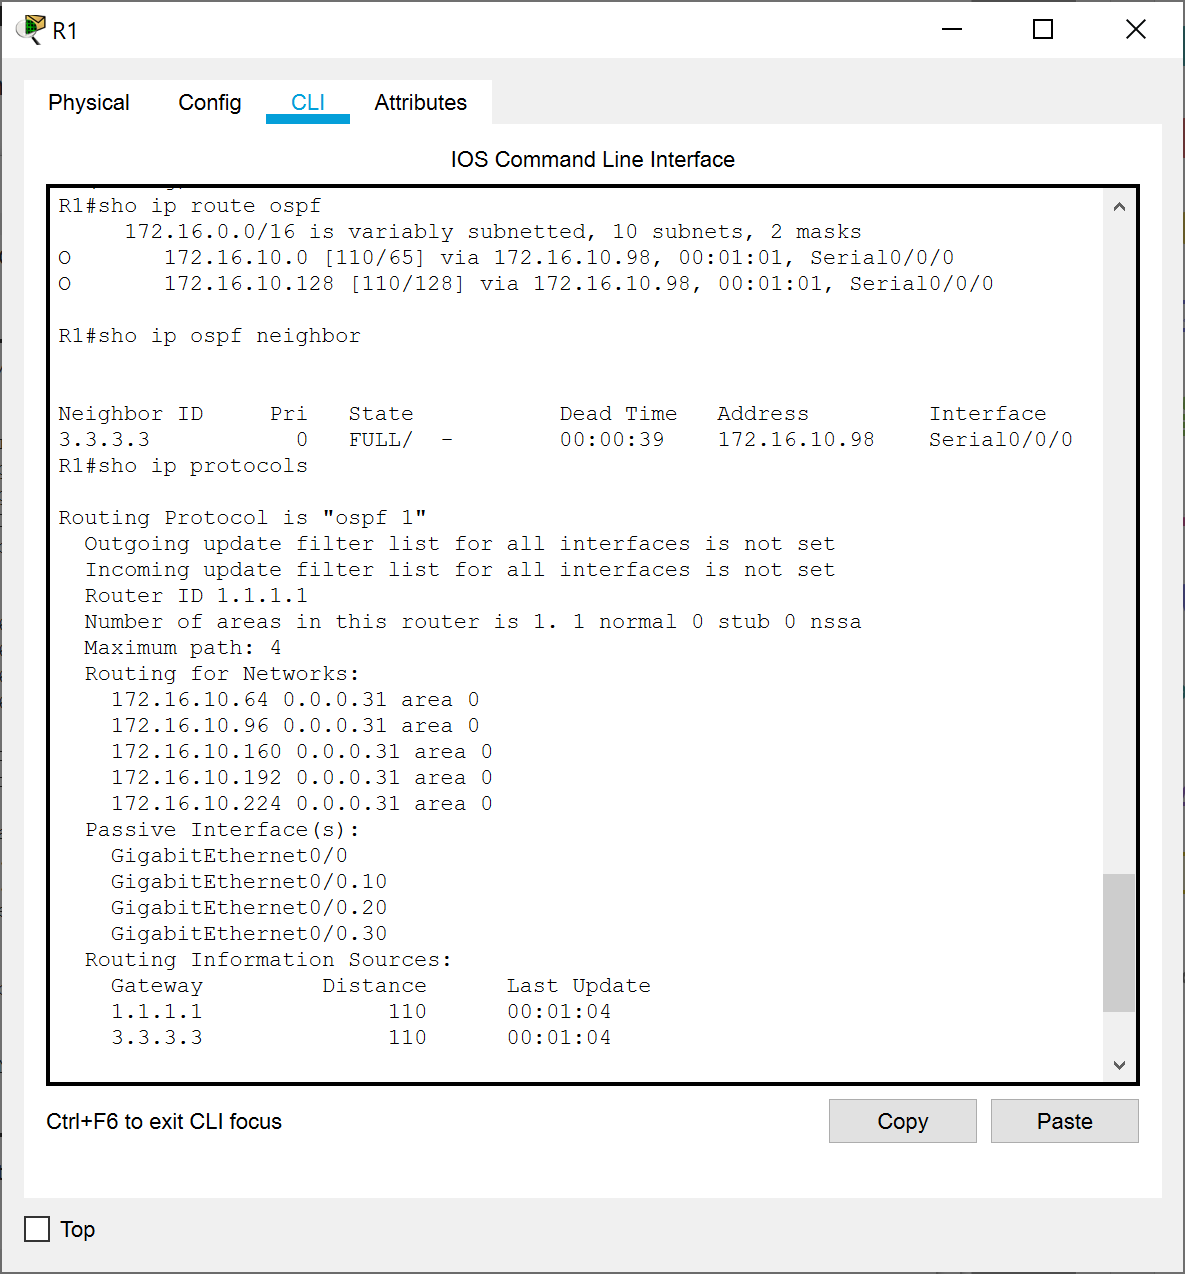 R1
Physical Config CLI Attributes
IOS Command Line Interface
R1#sho ip route ospf
172.16.0.0/16 is variably subnetted, 10 subnets, 2 masks
O 172.16.10.0 [110/65] via 172.16.10.98, 00:01:01, Serial0/0/0
O 172.16.10.128 [110/128] via 172.16.10.98, 00:01:01, Serial0/0/0
R1#sho ip ospf neighbor
Neighbor ID Pri State Dead Time Address Interface
3.3.3.3 0 FULL/ - 00:00:39 172.16.10.98 Serial0/0/0
R1#sho ip protocols
Routing Protocol is "ospf 1"
Outgoing update filter list for all interfaces is not set
Incoming update filter list for all interfaces is not set
Router ID 1.1.1.1
Number of areas in this router is 1. 1 normal 0 stub 0 nssa
Maximum path: 4
Routing for Networks:
172.16.10.64 0.0.0.31 area 0
172.16.10.96 0.0.0.31 area 0
172.16.10.160 0.0.0.31 area 0
172.16.10.192 0.0.0.31 area 0
172.16.10.224 0.0.0.31 area 0
Passive Interface(s):
GigabitEthernet0/0
GigabitEthernet0/0.10
GigabitEthernet0/0.20
GigabitEthernet0/0.30
Routing Information Sources:
Gateway Distance Last Update
1.1.1.1 110 00:01:04
3.3.3.3 110 00:01:04
Ctrl+F6 to exit CLI focus
Copy Paste
Top